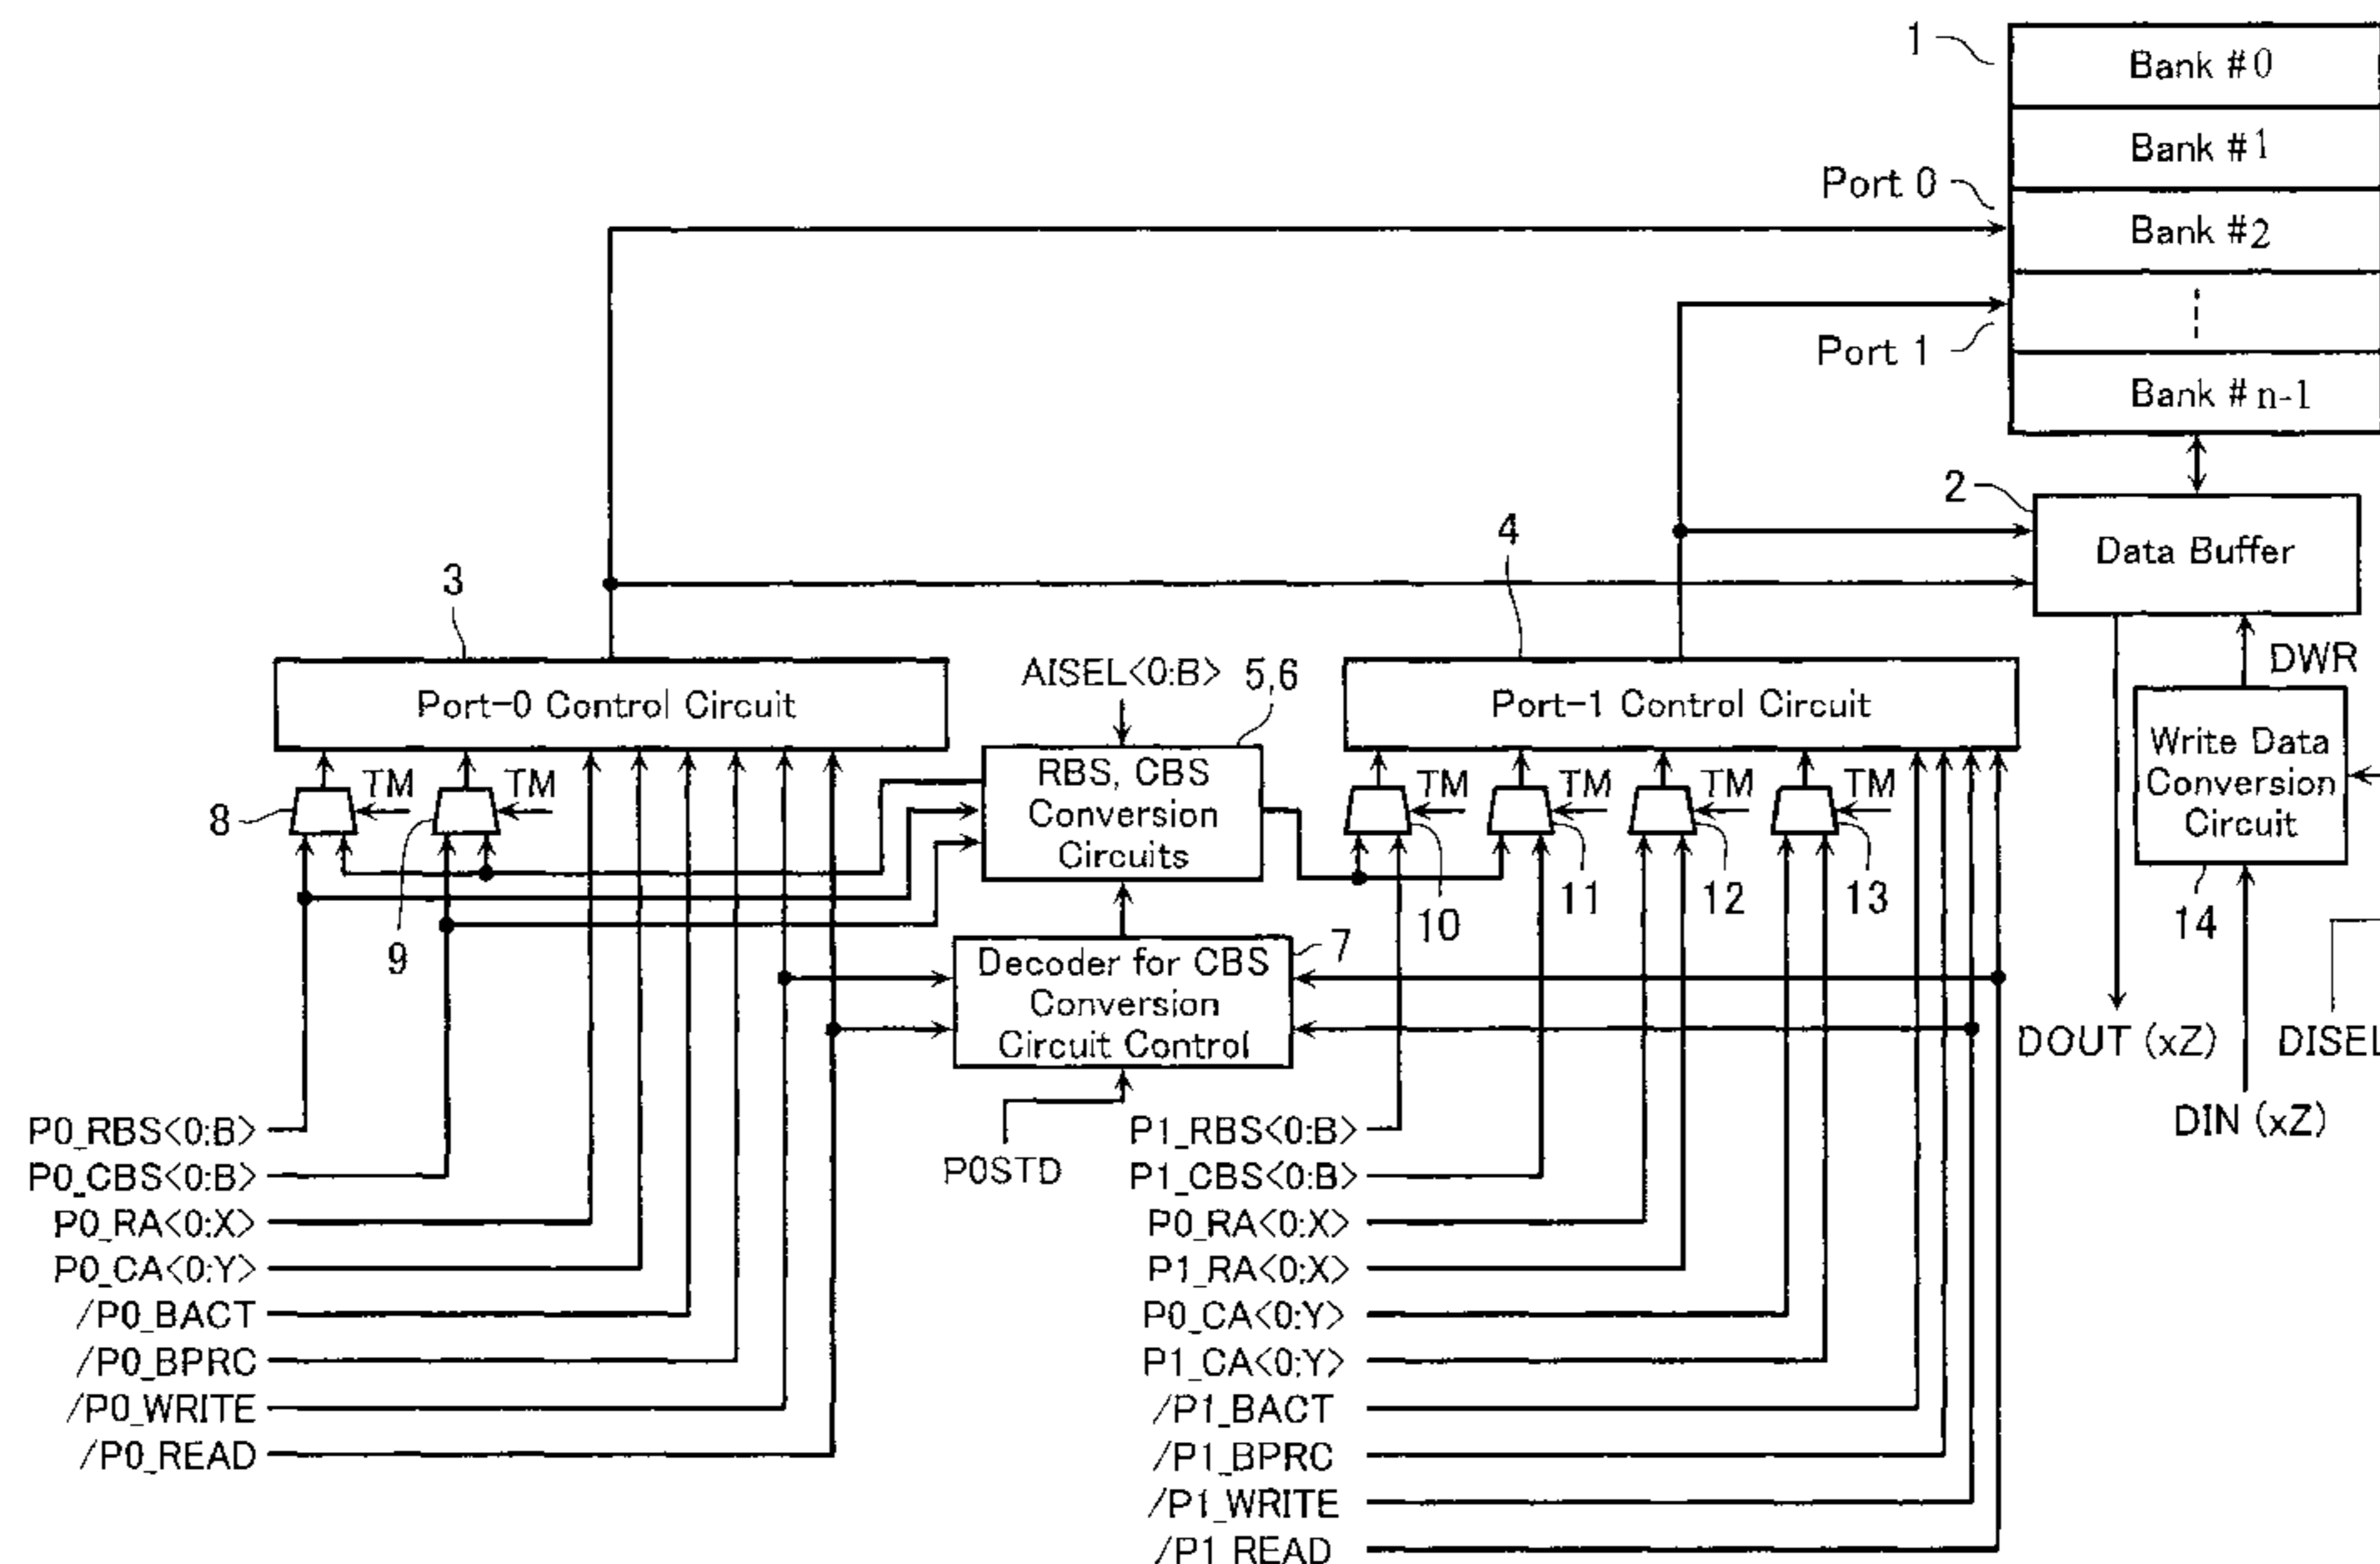 1
Bank #0
Bank #1
Port 0
Bank #2
Port 1
Bank # n-1
2
Data Buffer
3
4
AISEL<0:B>
5,6
DWR
Port-0 Control Circuit
Port-1 Control Circuit
RBS, CBS
Conversion
Circuits
Write Data
Conversion
Circuit
8
TM
TM
TM
TM
TM
TM
9
10
11
12
13
14
7
Decoder for CBS
Conversion
Circuit Control
DOUT (xZ)
DISEL
DIN (xZ)
P0STD
P0_RBS<0:B>
P0_CBS<0:B>
P0_RA<0:X>
P0_CA<0:Y>
/P0_BACT
/P0_BPRC
/P0_WRITE
/P0_READ
P1_RBS<0:B>
P1_CBS<0:B>
P0_RA<0:X>
P1_RA<0:X>
P0_CA<0:Y>
P1_CA<0:Y>
/P1_BACT
/P1_BPRC
/P1_WRITE
/P1_READ